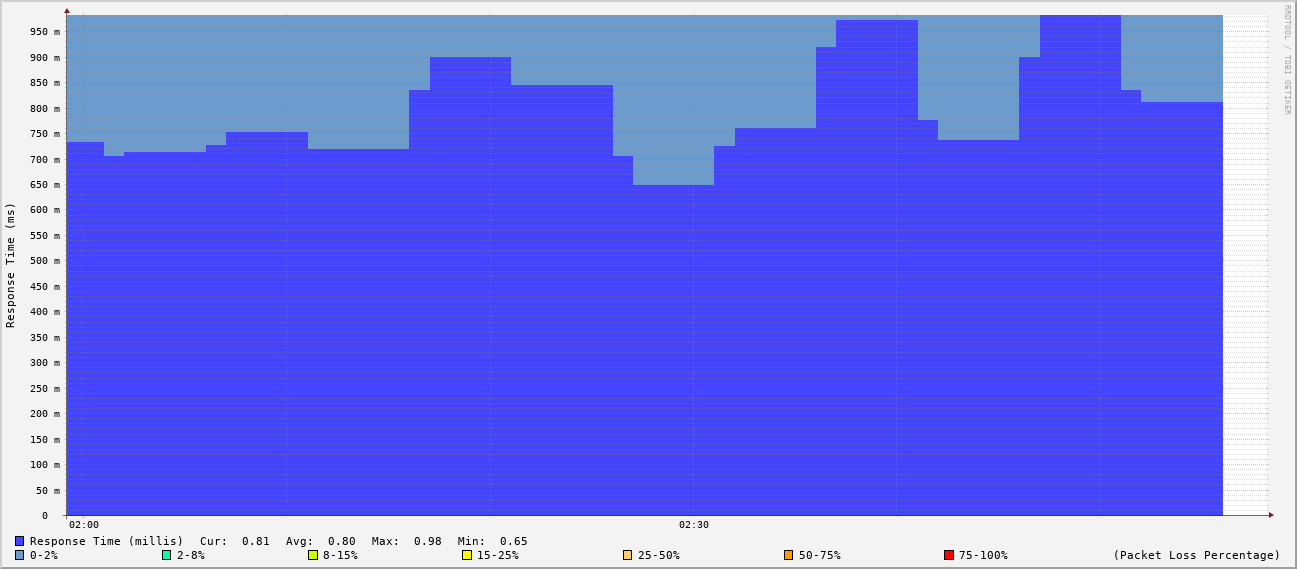 RRDTOOL / TOBI OETIKER
Response Time (ms)
950 m
900 m
850 m
800 m
750 m
700 m
650 m
600 m
550 m
500 m
450 m
400 m
350 m
300 m
250 m
200 m
150 m
100 m
50 m
0
02:00 02:30
Response Time (millis) Cur: 0.81 Avg: 0.80 Max: 0.98 Min: 0.65
0-2% 2-8% 8-15% 15-25% 25-50% 50-75% 75-100% (Packet Loss Percentage)